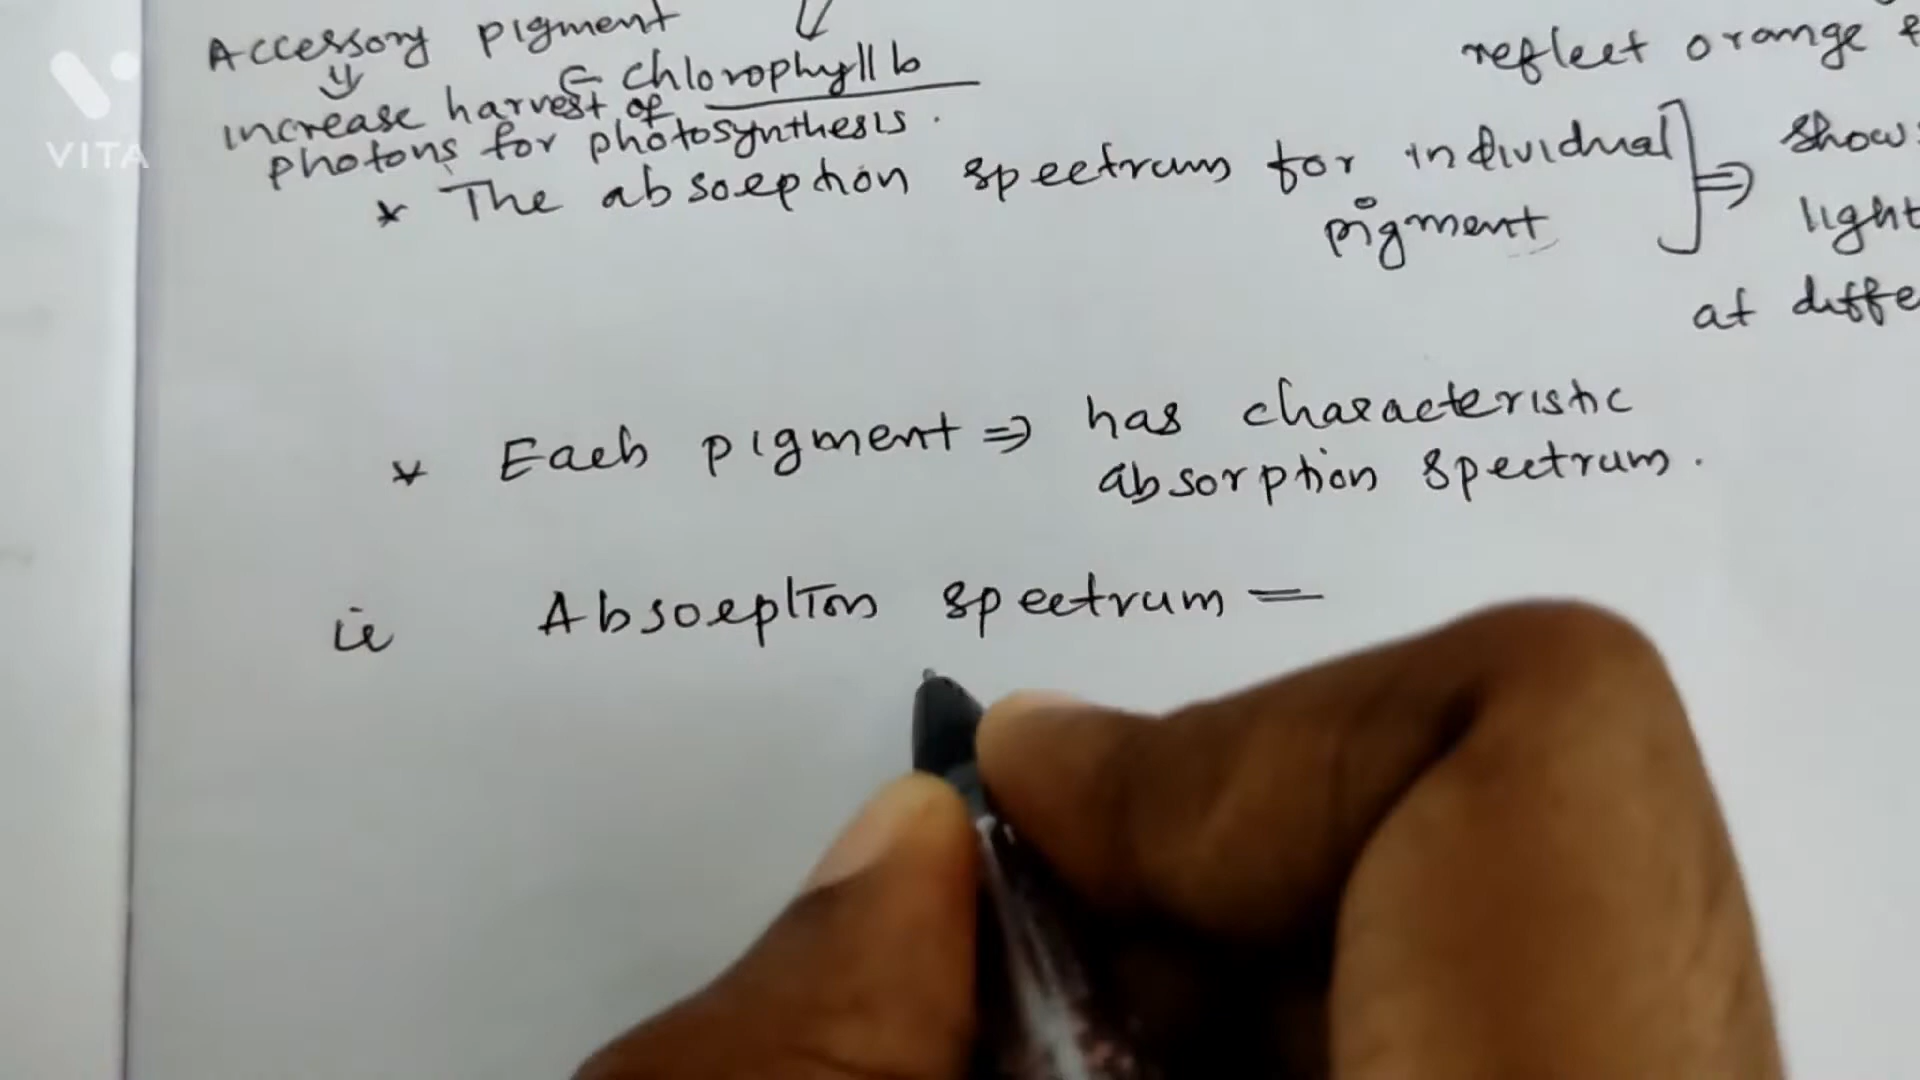 Accessory pigment
chlorophyll b
increase harvest of
photons for photosynthesis.
* The absorption spectrum for individual
pigment
reflect orange &
⇒ show
light
at diffe
* Each pigment ⇒ has characteristic
absorption spectrum.
ie Absorption spectrum =
VITA